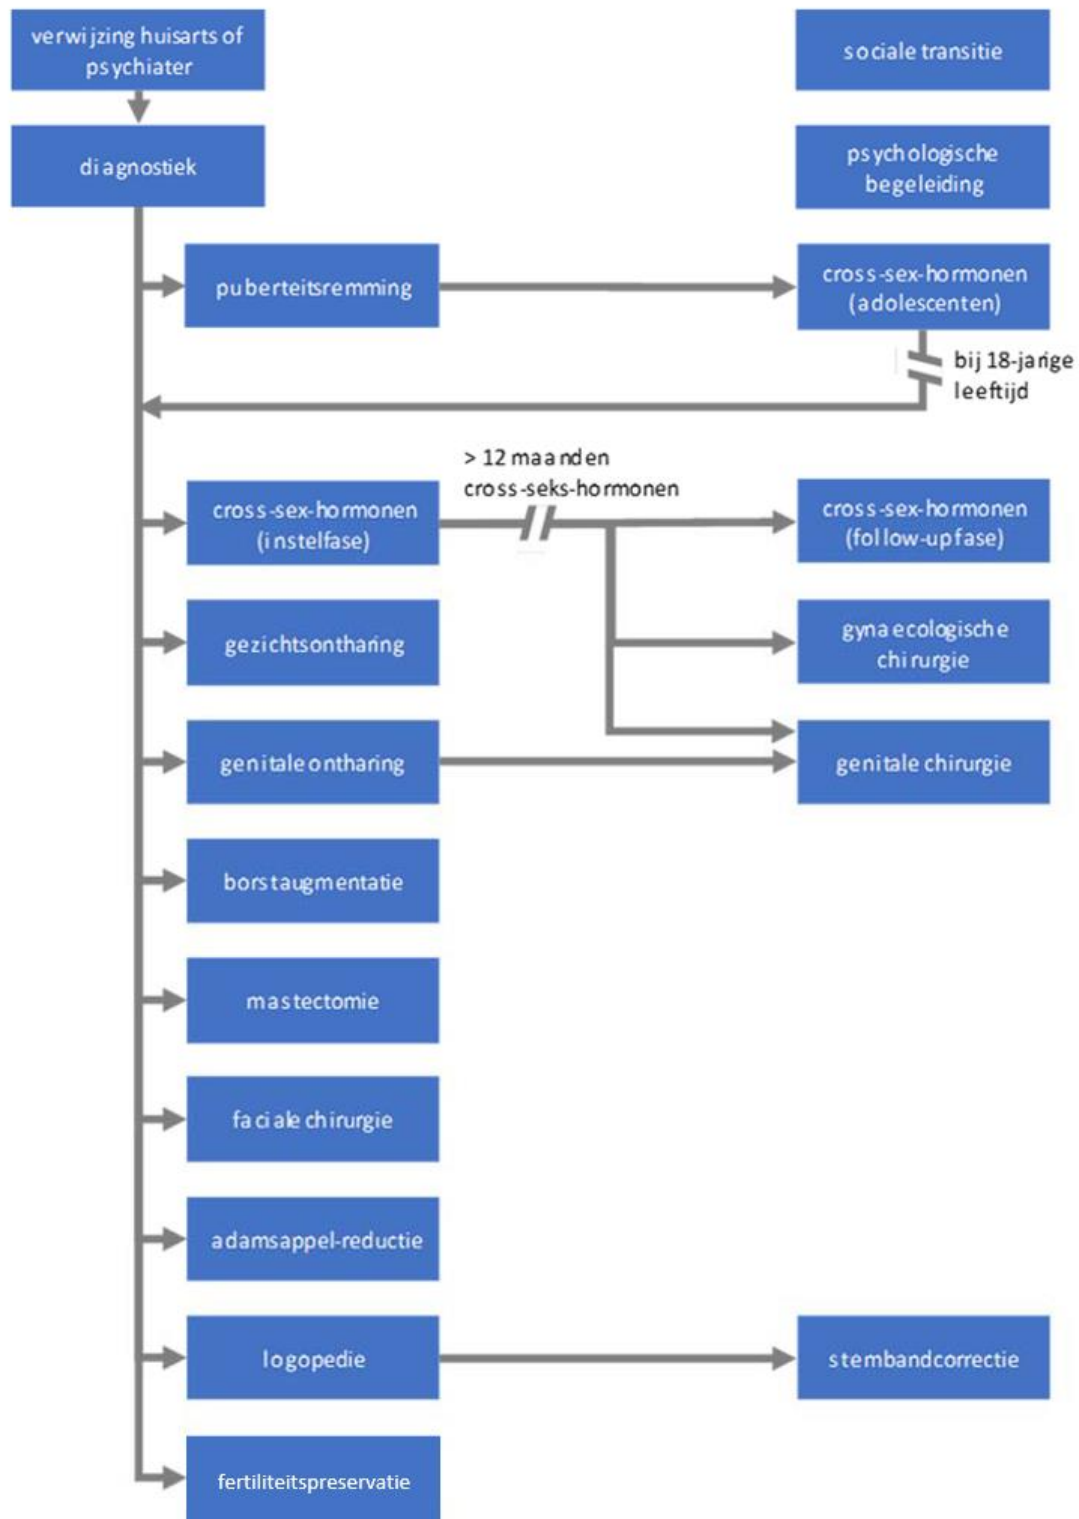 verwijzing huisarts of
psychiater
sociale transitie
diagnostiek
psychologische
begeleiding
puberteitsremming
cross-sex-hormonen
(adolescenten)
bij 18-jarige
leeftijd
> 12 maanden
cross-seks-hormonen
cross-sex-hormonen
(instelfase)
cross-sex-hormonen
(follow-up fase)
gezichtsontharing
gynaecologische
chirurgie
genitale ontharing
genitale chirurgie
borstaugmentatie
mastectomie
faciale chirurgie
adamsappel-reductie
logopedie
stembandcorrectie
fertiliteitspreservatie